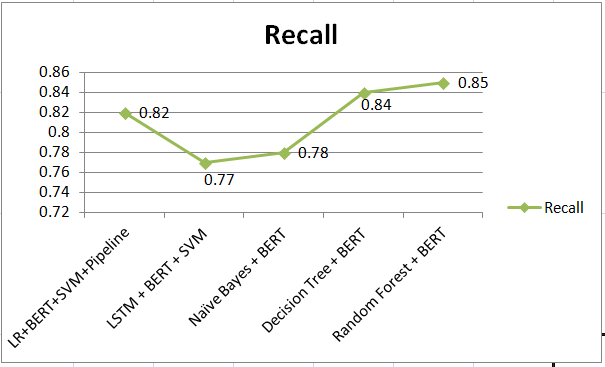 Recall
0.86
0.84
0.82
0.8
0.78
0.76
0.74
0.72
0.82
0.77
0.78
0.84
0.85
LR+BERT+SVM+Pipeline
LSTM + BERT + SVM
Naïve Bayes + BERT
Decision Tree + BERT
Random Forest + BERT
Recall